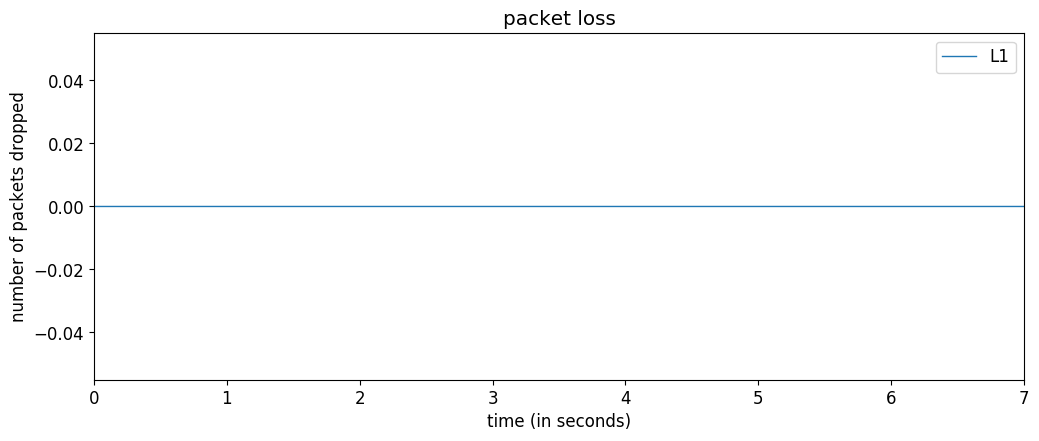 packet loss
L1
number of packets dropped
0.04
0.02
0.00
−0.02
−0.04
0 1 2 3 4 5 6 7
time (in seconds)